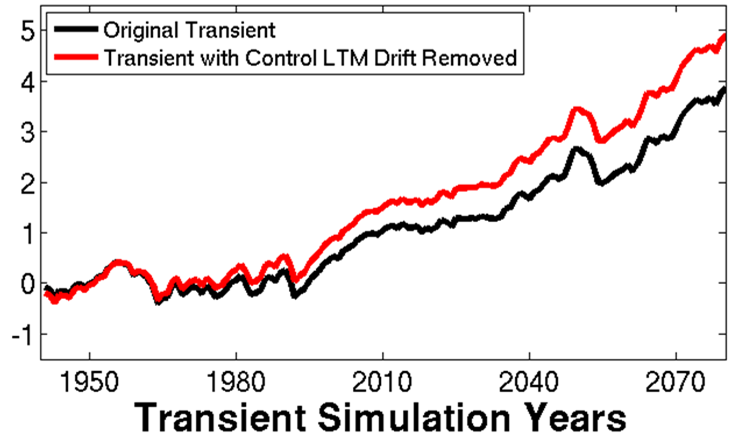 Original Transient
Transient with Control LTM Drift Removed
5
4
3
2
1
0
-1
1950 1980 2010 2040 2070
Transient Simulation Years